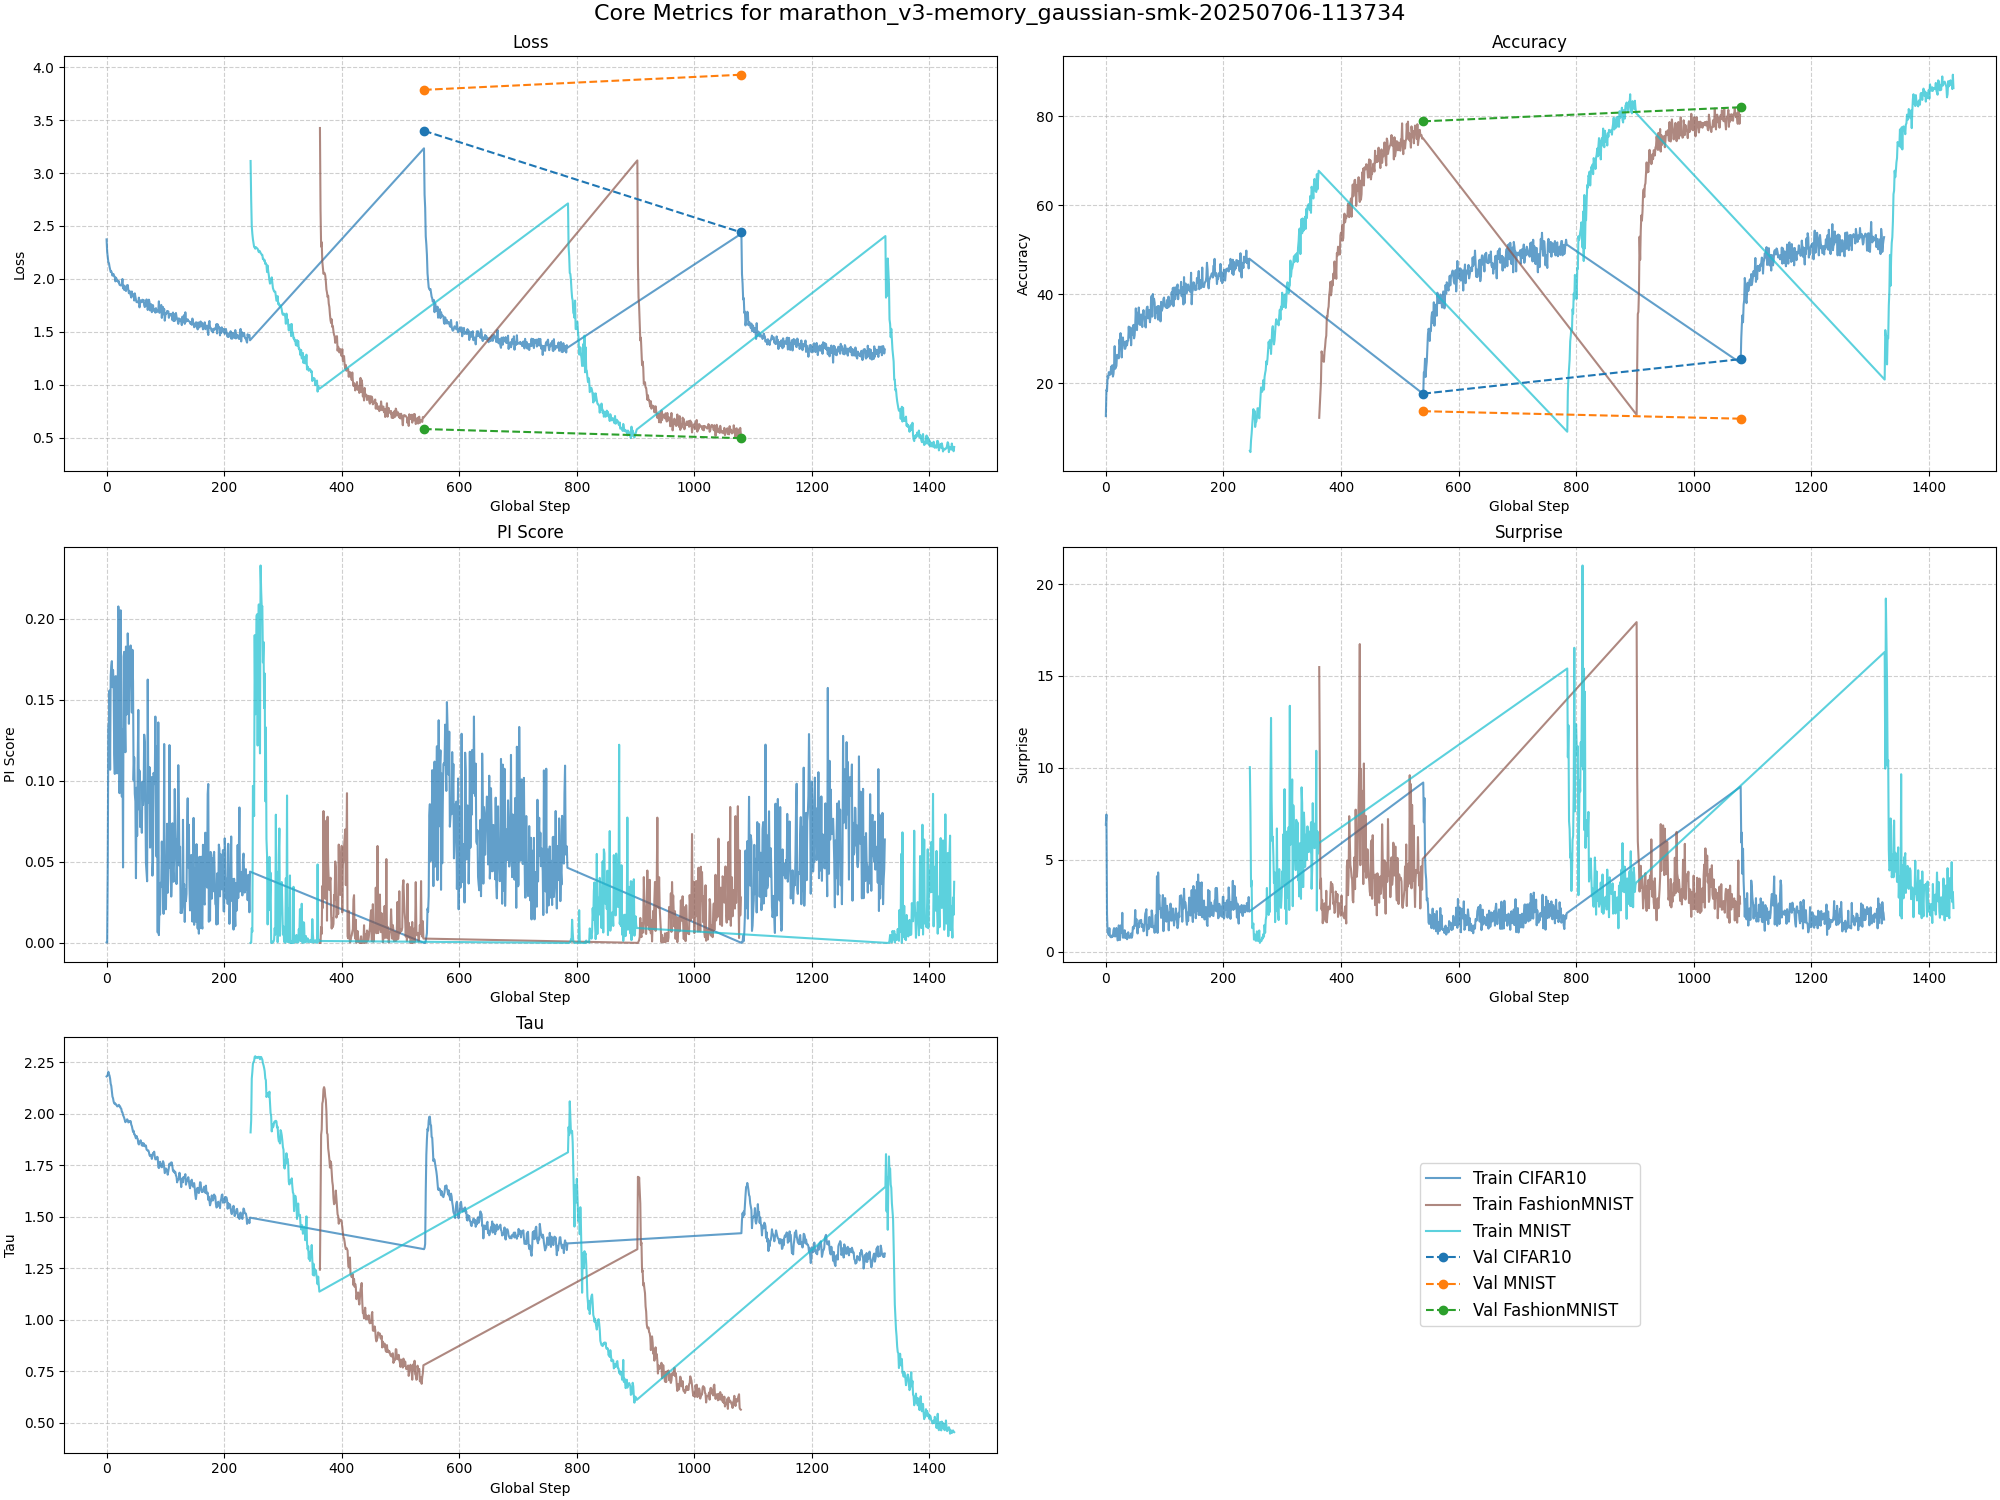 Core Metrics for marathon_v3-memory_gaussian-smk-20250706-113734
Loss
4.0
3.5
3.0
2.5
2.0
1.5
1.0
0.5
Loss
0 200 400 600 800 1000 1200 1400
Global Step
Accuracy
80
60
40
20
Accuracy
0 200 400 600 800 1000 1200 1400
Global Step
PI Score
0.20
0.15
0.10
0.05
0.00
PI Score
0 200 400 600 800 1000 1200 1400
Global Step
Surprise
20
15
10
5
0
Surprise
0 200 400 600 800 1000 1200 1400
Global Step
Tau
2.25
2.00
1.75
1.50
1.25
1.00
0.75
0.50
Tau
0 200 400 600 800 1000 1200 1400
Global Step
Train CIFAR10
Train FashionMNIST
Train MNIST
Val CIFAR10
Val MNIST
Val FashionMNIST